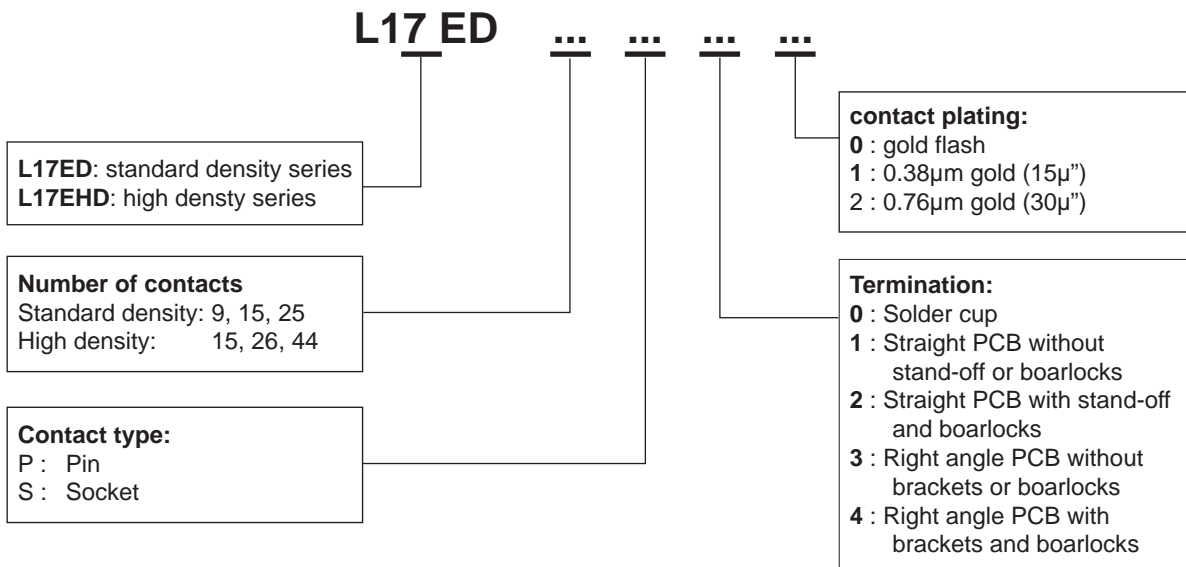 L17 ED ... ... ... ...
L17ED: standard density series
L17EHD: high densty series
Number of contacts
Standard density: 9, 15, 25
High density: 15, 26, 44
Contact type:
P : Pin
S : Socket
contact plating:
0 : gold flash
1 : 0.38µm gold (15µ”)
2 : 0.76µm gold (30µ”)
Termination:
0 : Solder cup
1 : Straight PCB without
stand-off or boarlocks
2 : Straight PCB with stand-off
and boarlocks
3 : Right angle PCB without
brackets or boarlocks
4 : Right angle PCB with
brackets and boarlocks